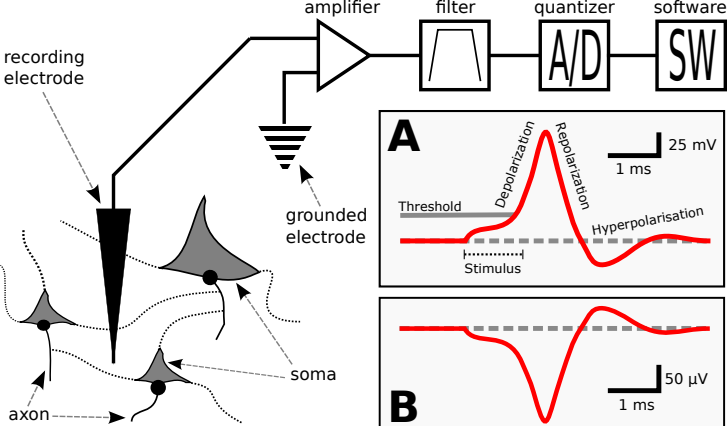 amplifier
filter
quantizer
software
recording
electrode
A/D
SW
A
Depolarization
Repolarization
25 mV
1 ms
Threshold
Hyperpolarisation
Stimulus
grounded
electrode
50 µV
1 ms
B
soma
axon